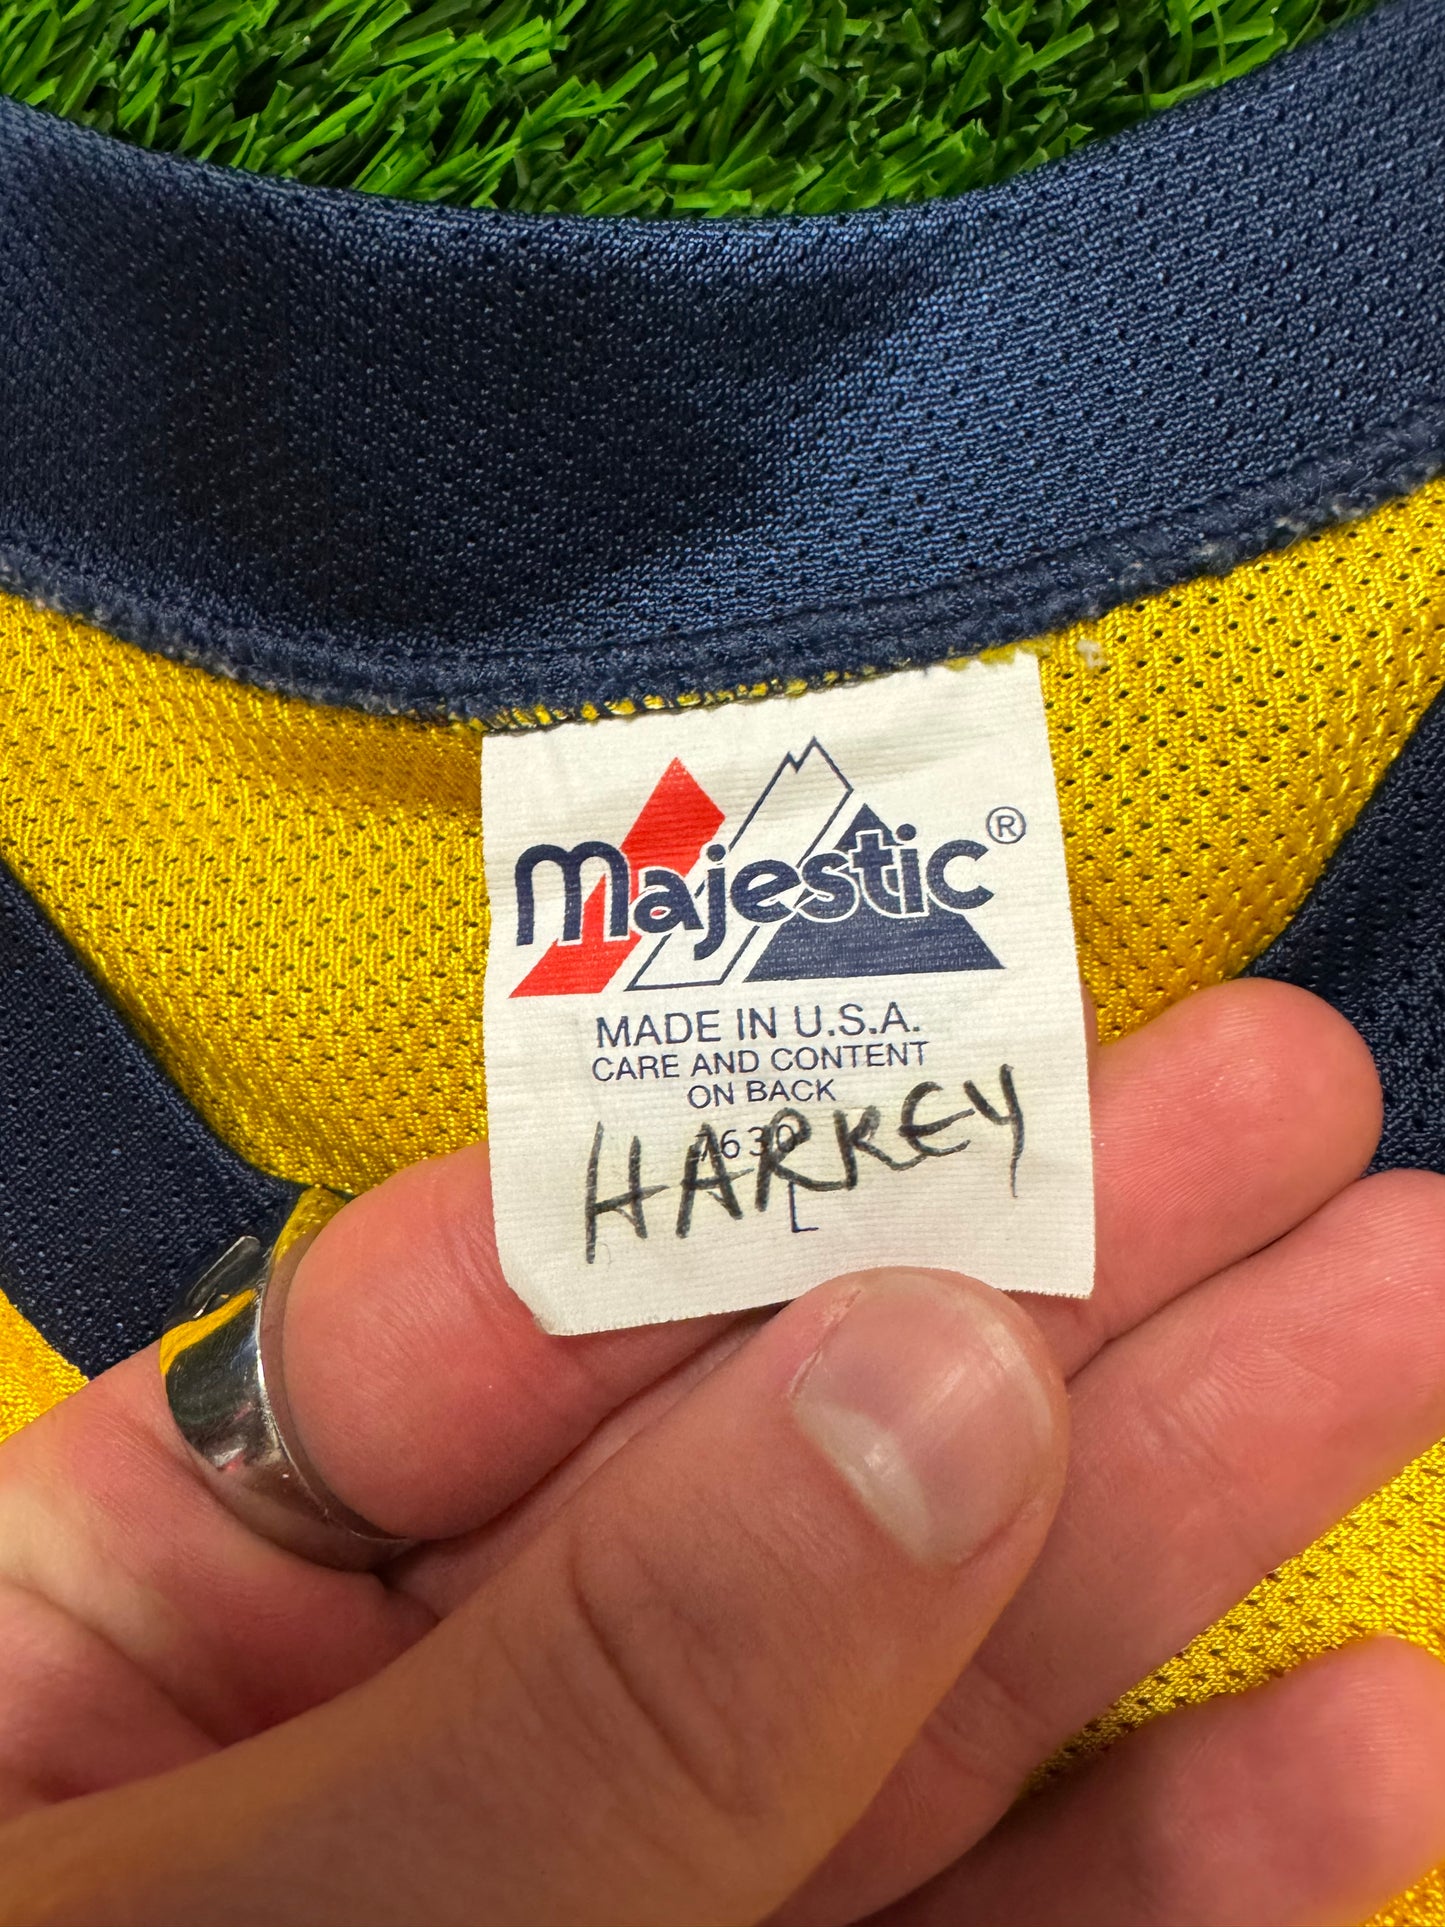 Majestic®
MADE IN U.S.A.
CARE AND CONTENT
ON BACK
HARKEY
L